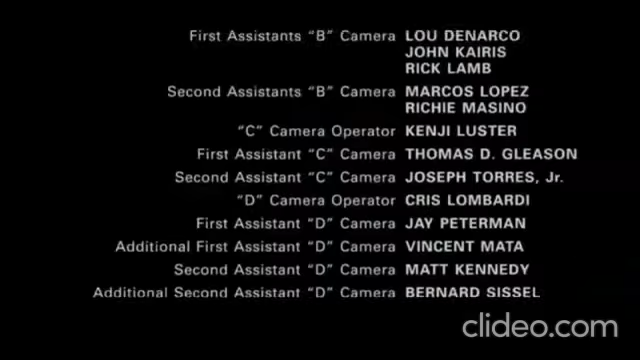 First Assistants “B” Camera LOU DENARCO
JOHN KAIRIS
RICK LAMB
Second Assistants “B” Camera MARCOS LOPEZ
RICHIE MASINO
“C” Camera Operator KENJI LUSTER
First Assistant “C” Camera THOMAS D. GLEASON
Second Assistant “C” Camera JOSEPH TORRES, Jr.
“D” Camera Operator CRIS LOMBARDI
First Assistant “D” Camera JAY PETERMAN
Additional First Assistant “D” Camera VINCENT MATA
Second Assistant “D” Camera MATT KENNEDY
Additional Second Assistant “D” Camera BERNARD SISSEL
clideo.com